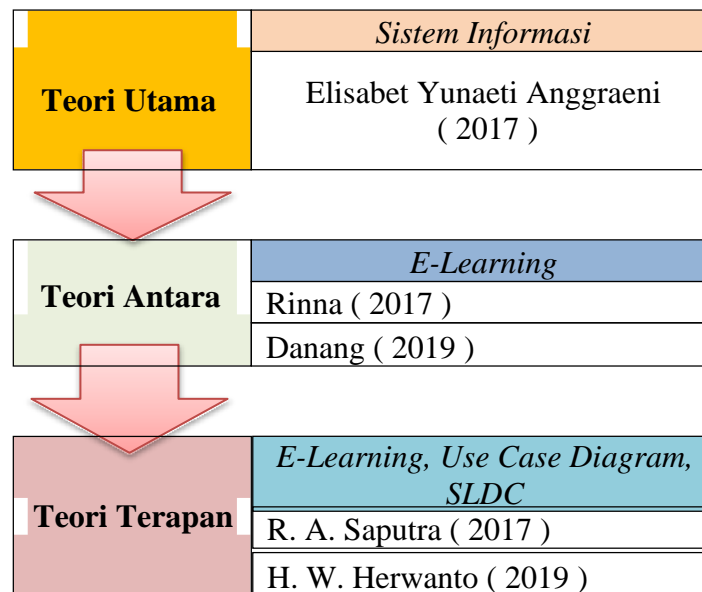 Teori Utama
Sistem Informasi
Elisabet Yunaeti Anggraeni
( 2017 )
Teori Antara
E-Learning
Rinna ( 2017 )
Danang ( 2019 )
Teori Terapan
E-Learning, Use Case Diagram,
SLDC
R. A. Saputra ( 2017 )
H. W. Herwanto ( 2019 )